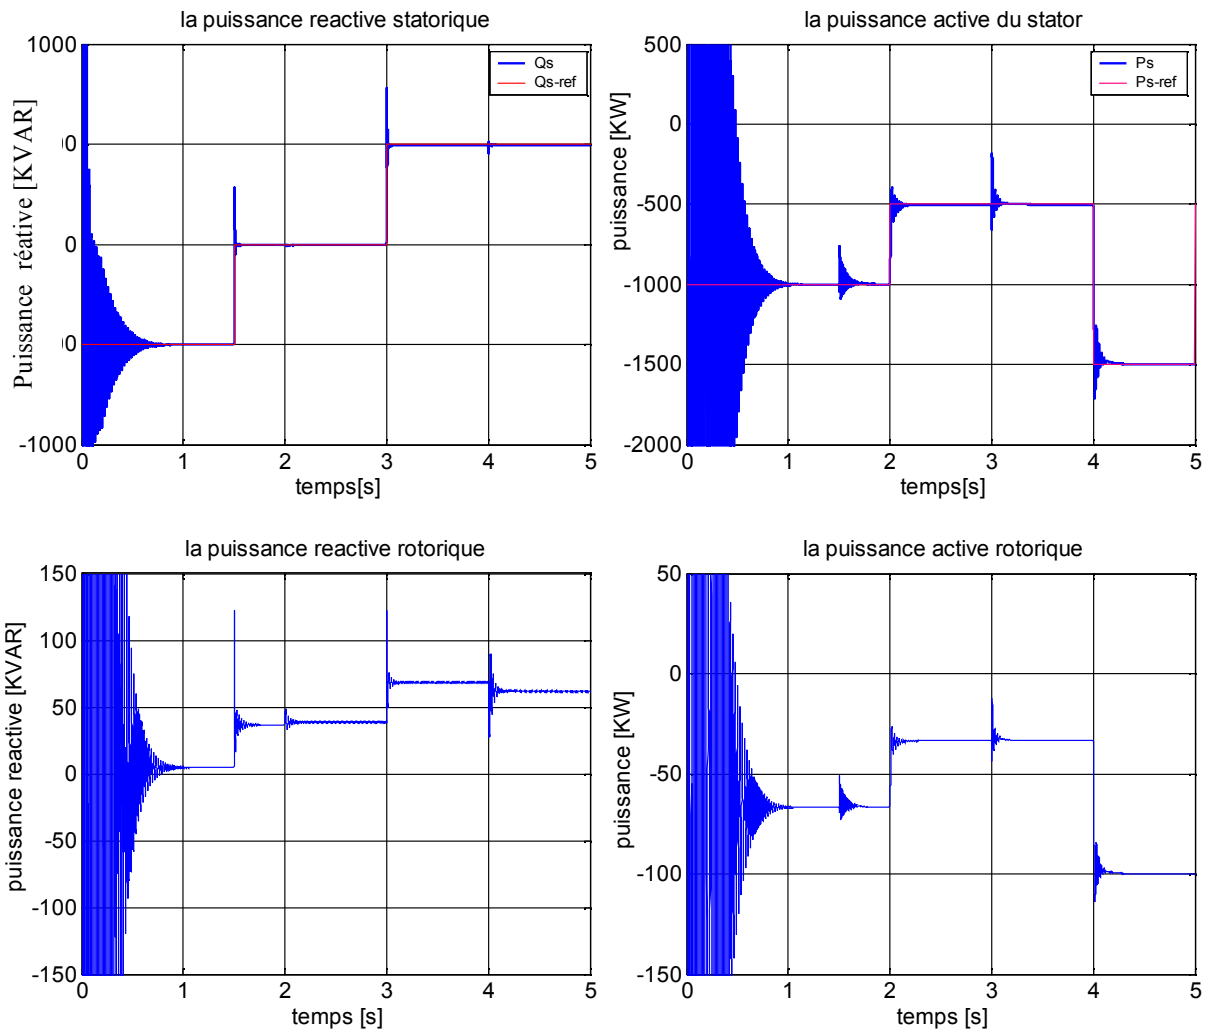 la puissance reactive statorique
1000
Qs
Qs-ref
0
0
0
-1000
Puissance réative [KVAR]
0 1 2 3 4 5
temps[s]
la puissance active du stator
500
Ps
Ps-ref
0
-500
-1000
-1500
-2000
puissance [KW]
0 1 2 3 4 5
temps[s]
la puissance reactive rotorique
150
100
50
0
-50
-100
-150
puissance reactive [KVAR]
0 1 2 3 4 5
temps [s]
la puissance active rotorique
50
0
-50
-100
-150
puissance [KW]
0 1 2 3 4 5
temps [s]